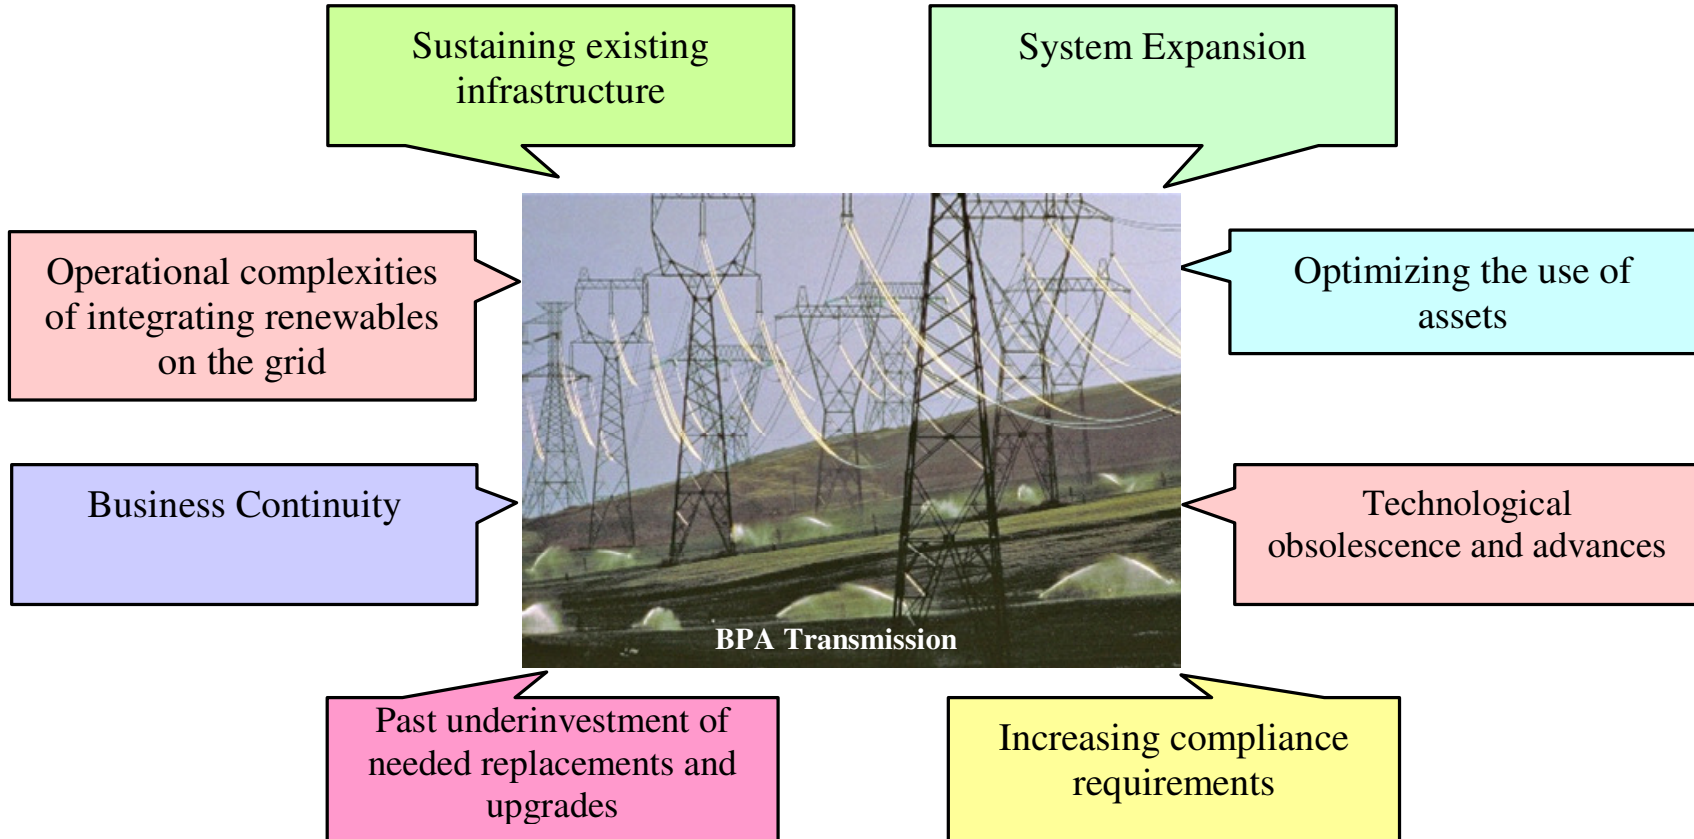 Sustaining existing
infrastructure
System Expansion
Operational complexities
of integrating renewables
on the grid
Optimizing the use of
assets
Business Continuity
Technological
obsolescence and advances
BPA Transmission
Past underinvestment of
needed replacements and
upgrades
Increasing compliance
requirements